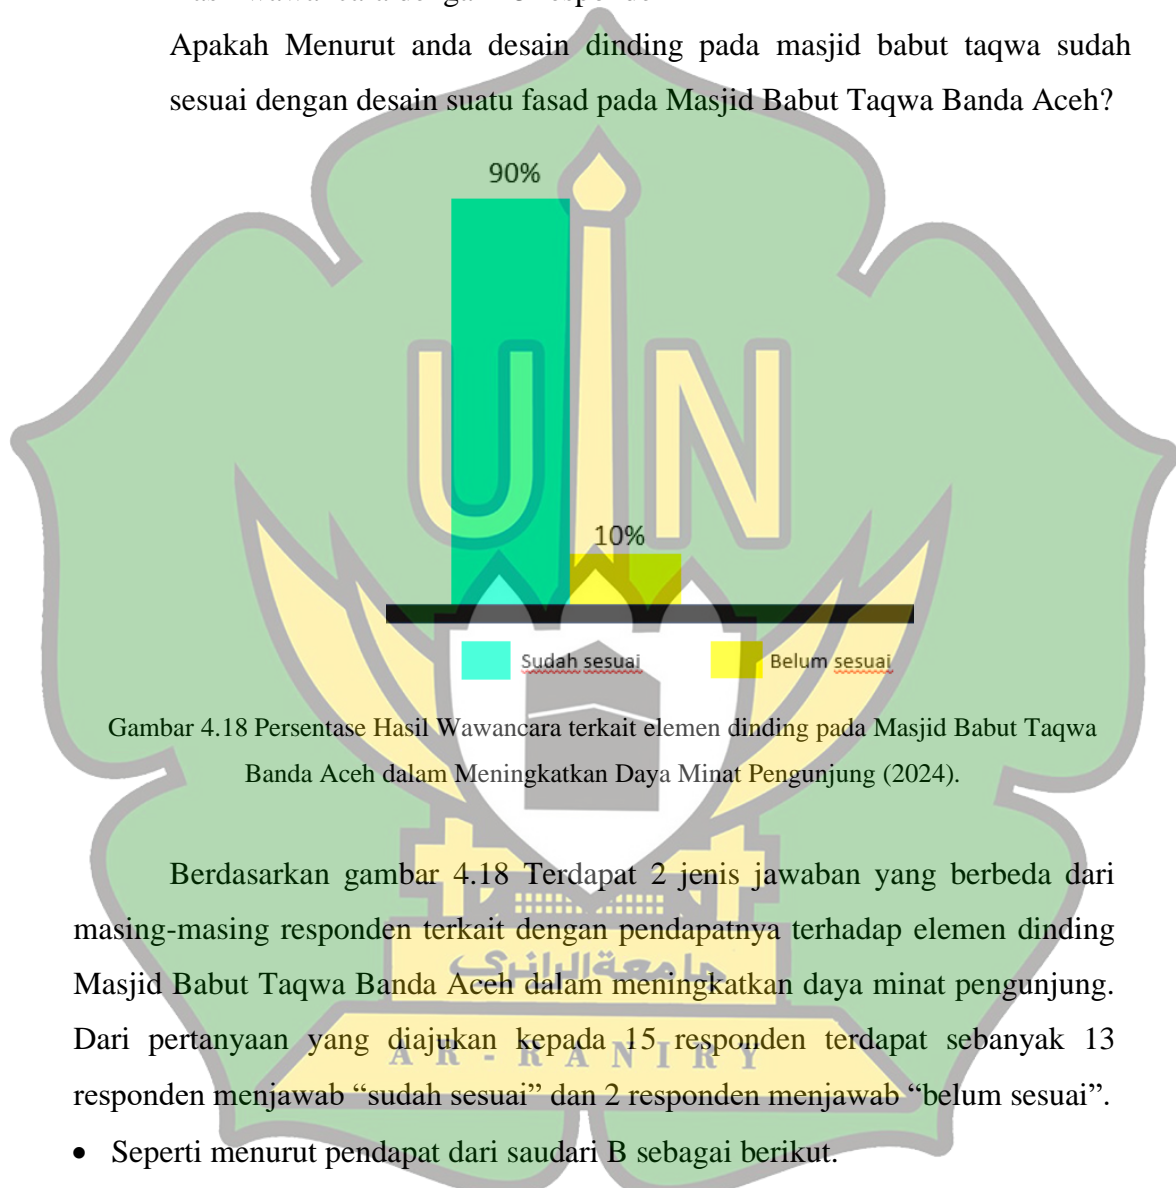 Apakah Menurut anda desain dinding pada masjid babut taqwa sudah
sesuai dengan desain suatu fasad pada Masjid Babut Taqwa Banda Aceh?
90%
UIN
10%
Sudah sesuai
Belum sesuai
Gambar 4.18 Persentase Hasil Wawancara terkait elemen dinding pada Masjid Babut Taqwa
Banda Aceh dalam Meningkatkan Daya Minat Pengunjung (2024).
Berdasarkan gambar 4.18 Terdapat 2 jenis jawaban yang berbeda dari
masing-masing responden terkait dengan pendapatnya terhadap elemen dinding
جامعة الرانري
Masjid Babut Taqwa Banda Aceh dalam meningkatkan daya minat pengunjung.
Dari pertanyaan yang diajukan kepada 15 responden terdapat sebanyak 13
AR-RANIRY
responden menjawab “sudah sesuai” dan 2 responden menjawab “belum sesuai”.
• Seperti menurut pendapat dari saudari B sebagai berikut.